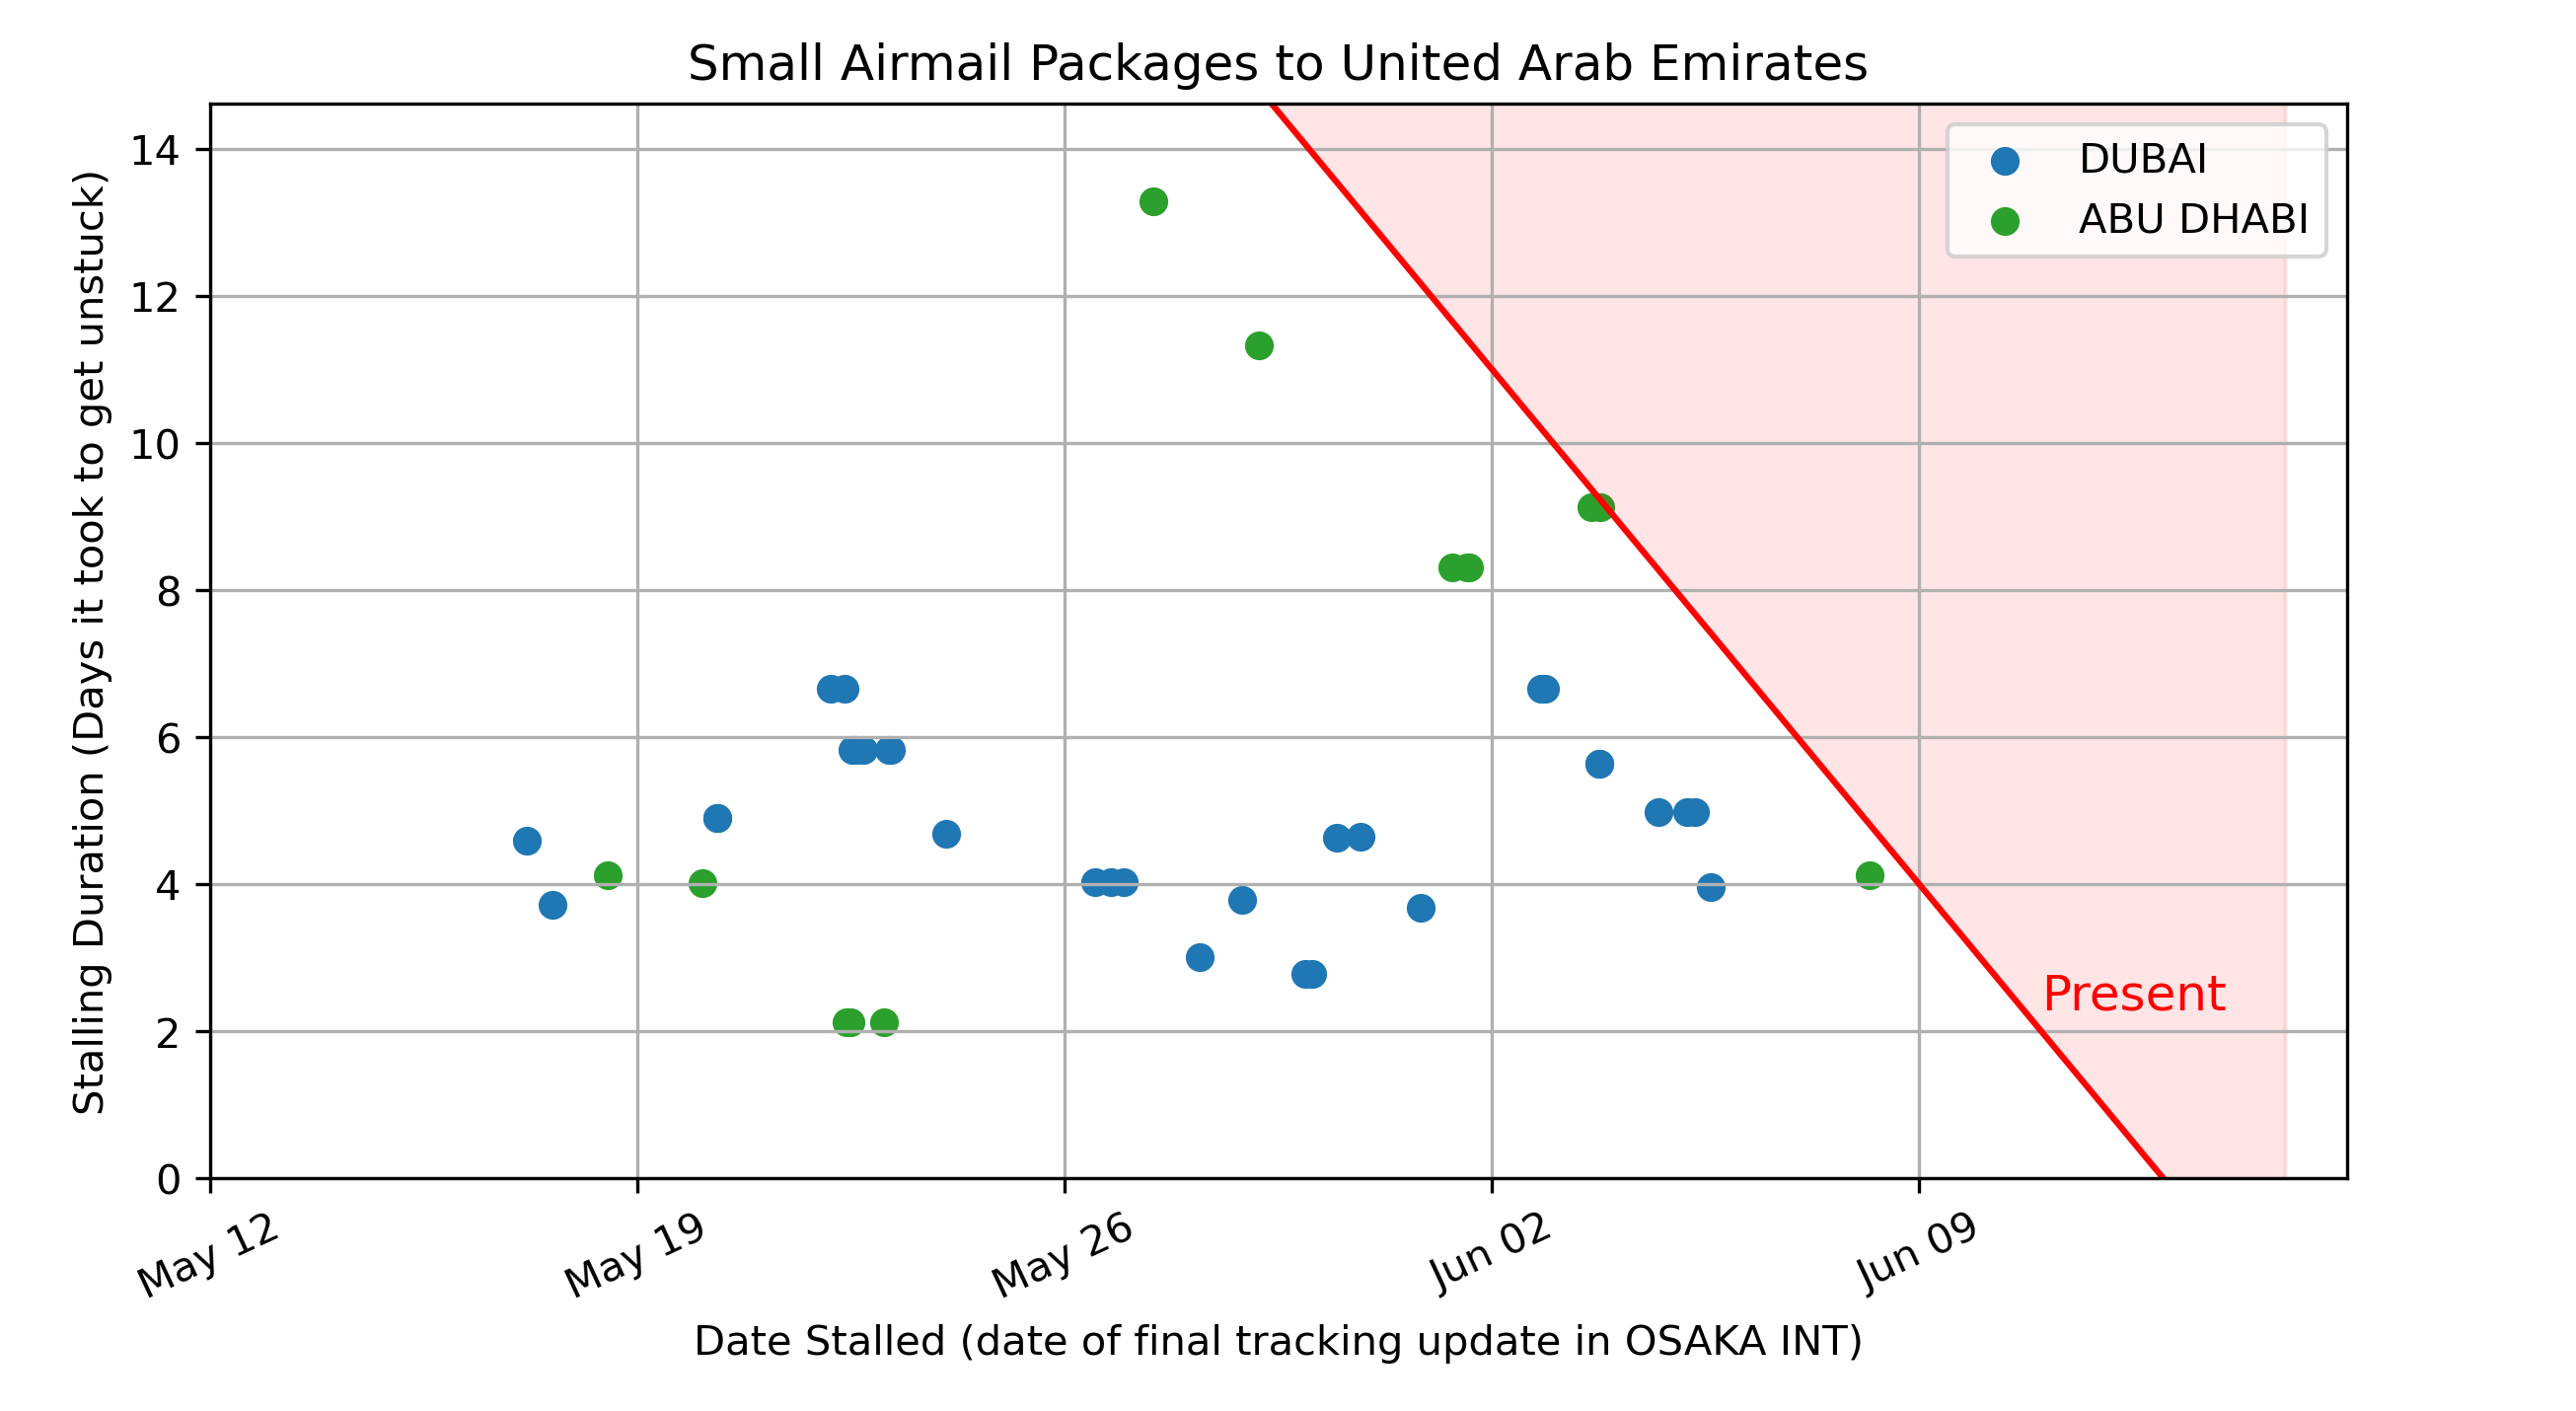 Small Airmail Packages to United Arab Emirates
Stalling Duration (Days it took to get unstuck)
14
12
10
8
6
4
2
0
DUBAI
ABU DHABI
Present
May 12
May 19
May 26
Jun 02
Jun 09
Date Stalled (date of final tracking update in OSAKA INT)